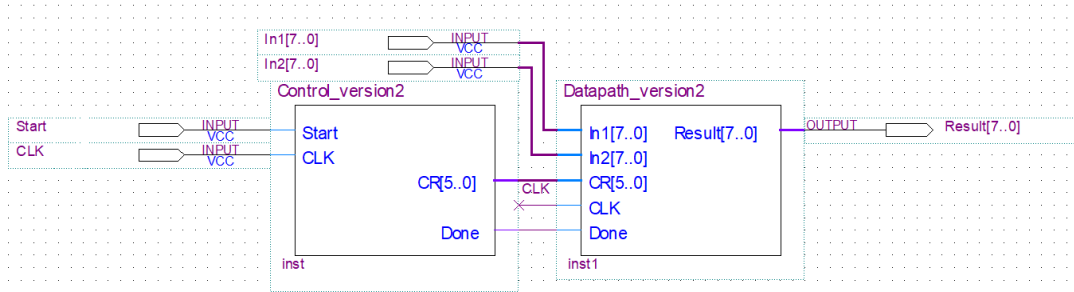 In1[7..0] INPUT
VCC
In2[7..0] INPUT
VCC
Control_version2 Datapath_version2
Start INPUT
VCC
CLK INPUT
VCC
Start
CLK
CR[5..0]
Done
inst
CLK
In1[7..0] Result[7..0]
In2[7..0]
CR[5..0]
CLK
Done
inst1
OUTPUT Result[7..0]